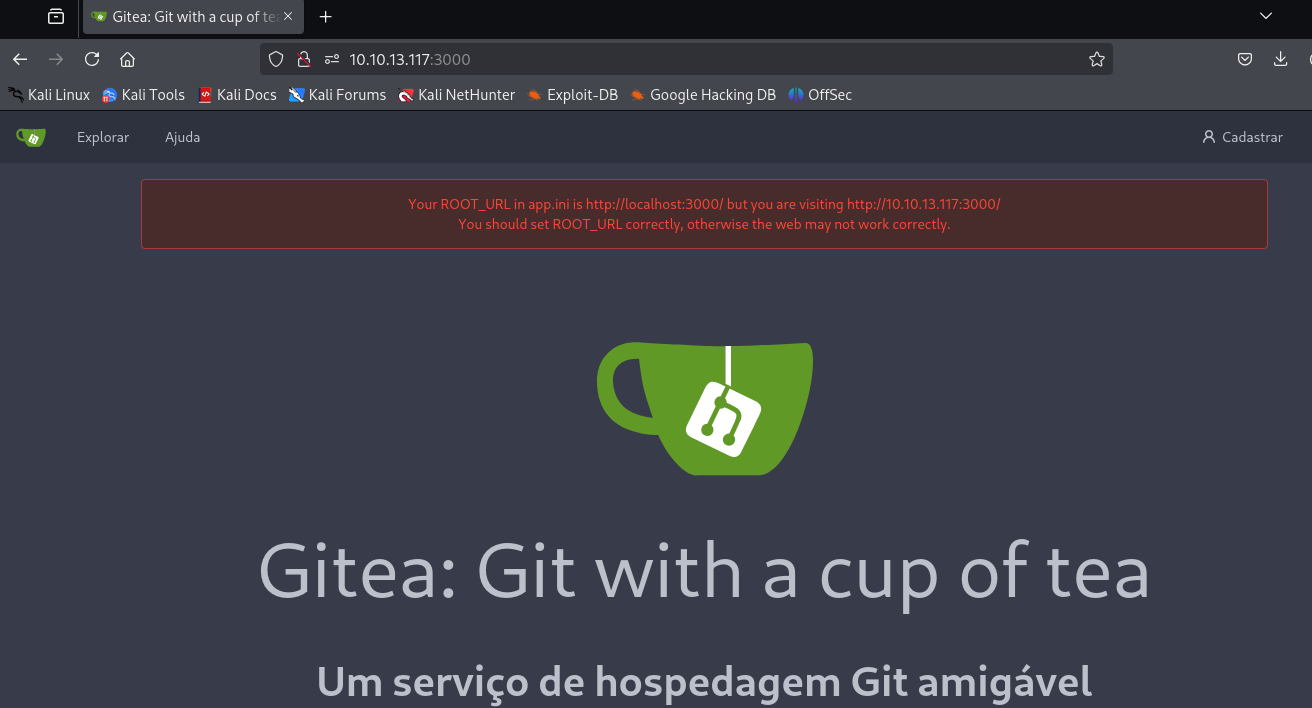 Gitea: Git with a cup of tea
10.10.13.117:3000
Kali Linux Kali Tools Kali Docs Kali Forums Kali NetHunter Exploit-DB Google Hacking DB OffSec
Explorar Ajuda Cadastrar
Your ROOT_URL in app.ini is http://localhost:3000/ but you are visiting http://10.10.13.117:3000/
You should set ROOT_URL correctly, otherwise the web may not work correctly.
Gitea: Git with a cup of tea
Um serviço de hospedagem Git amigável